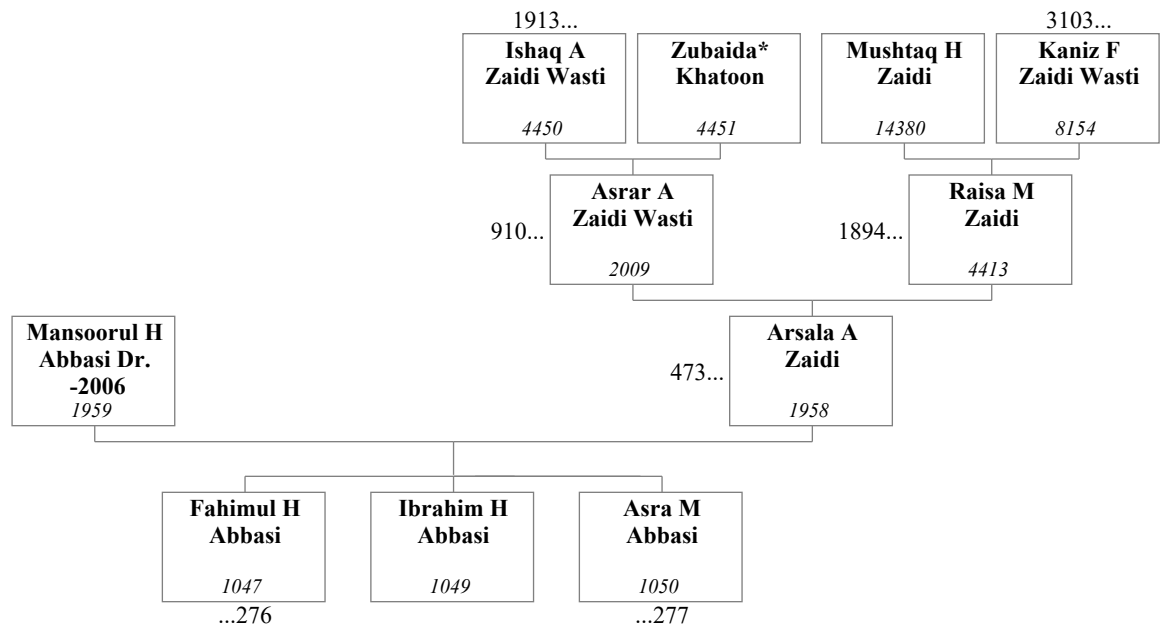 1913...
Ishaq A
Zaidi Wasti
4450
Zubaida*
Khatoon
4451
Mushtaq H
Zaidi
14380
3103...
Kaniz F
Zaidi Wasti
8154
910...
Asrar A
Zaidi Wasti
2009
1894...
Raisa M
Zaidi
4413
Mansoorul H
Abbasi Dr.
-2006
1959
473...
Arsala A
Zaidi
1958
Fahimul H
Abbasi
1047
...276
Ibrahim H
Abbasi
1049
Asra M
Abbasi
1050
...277